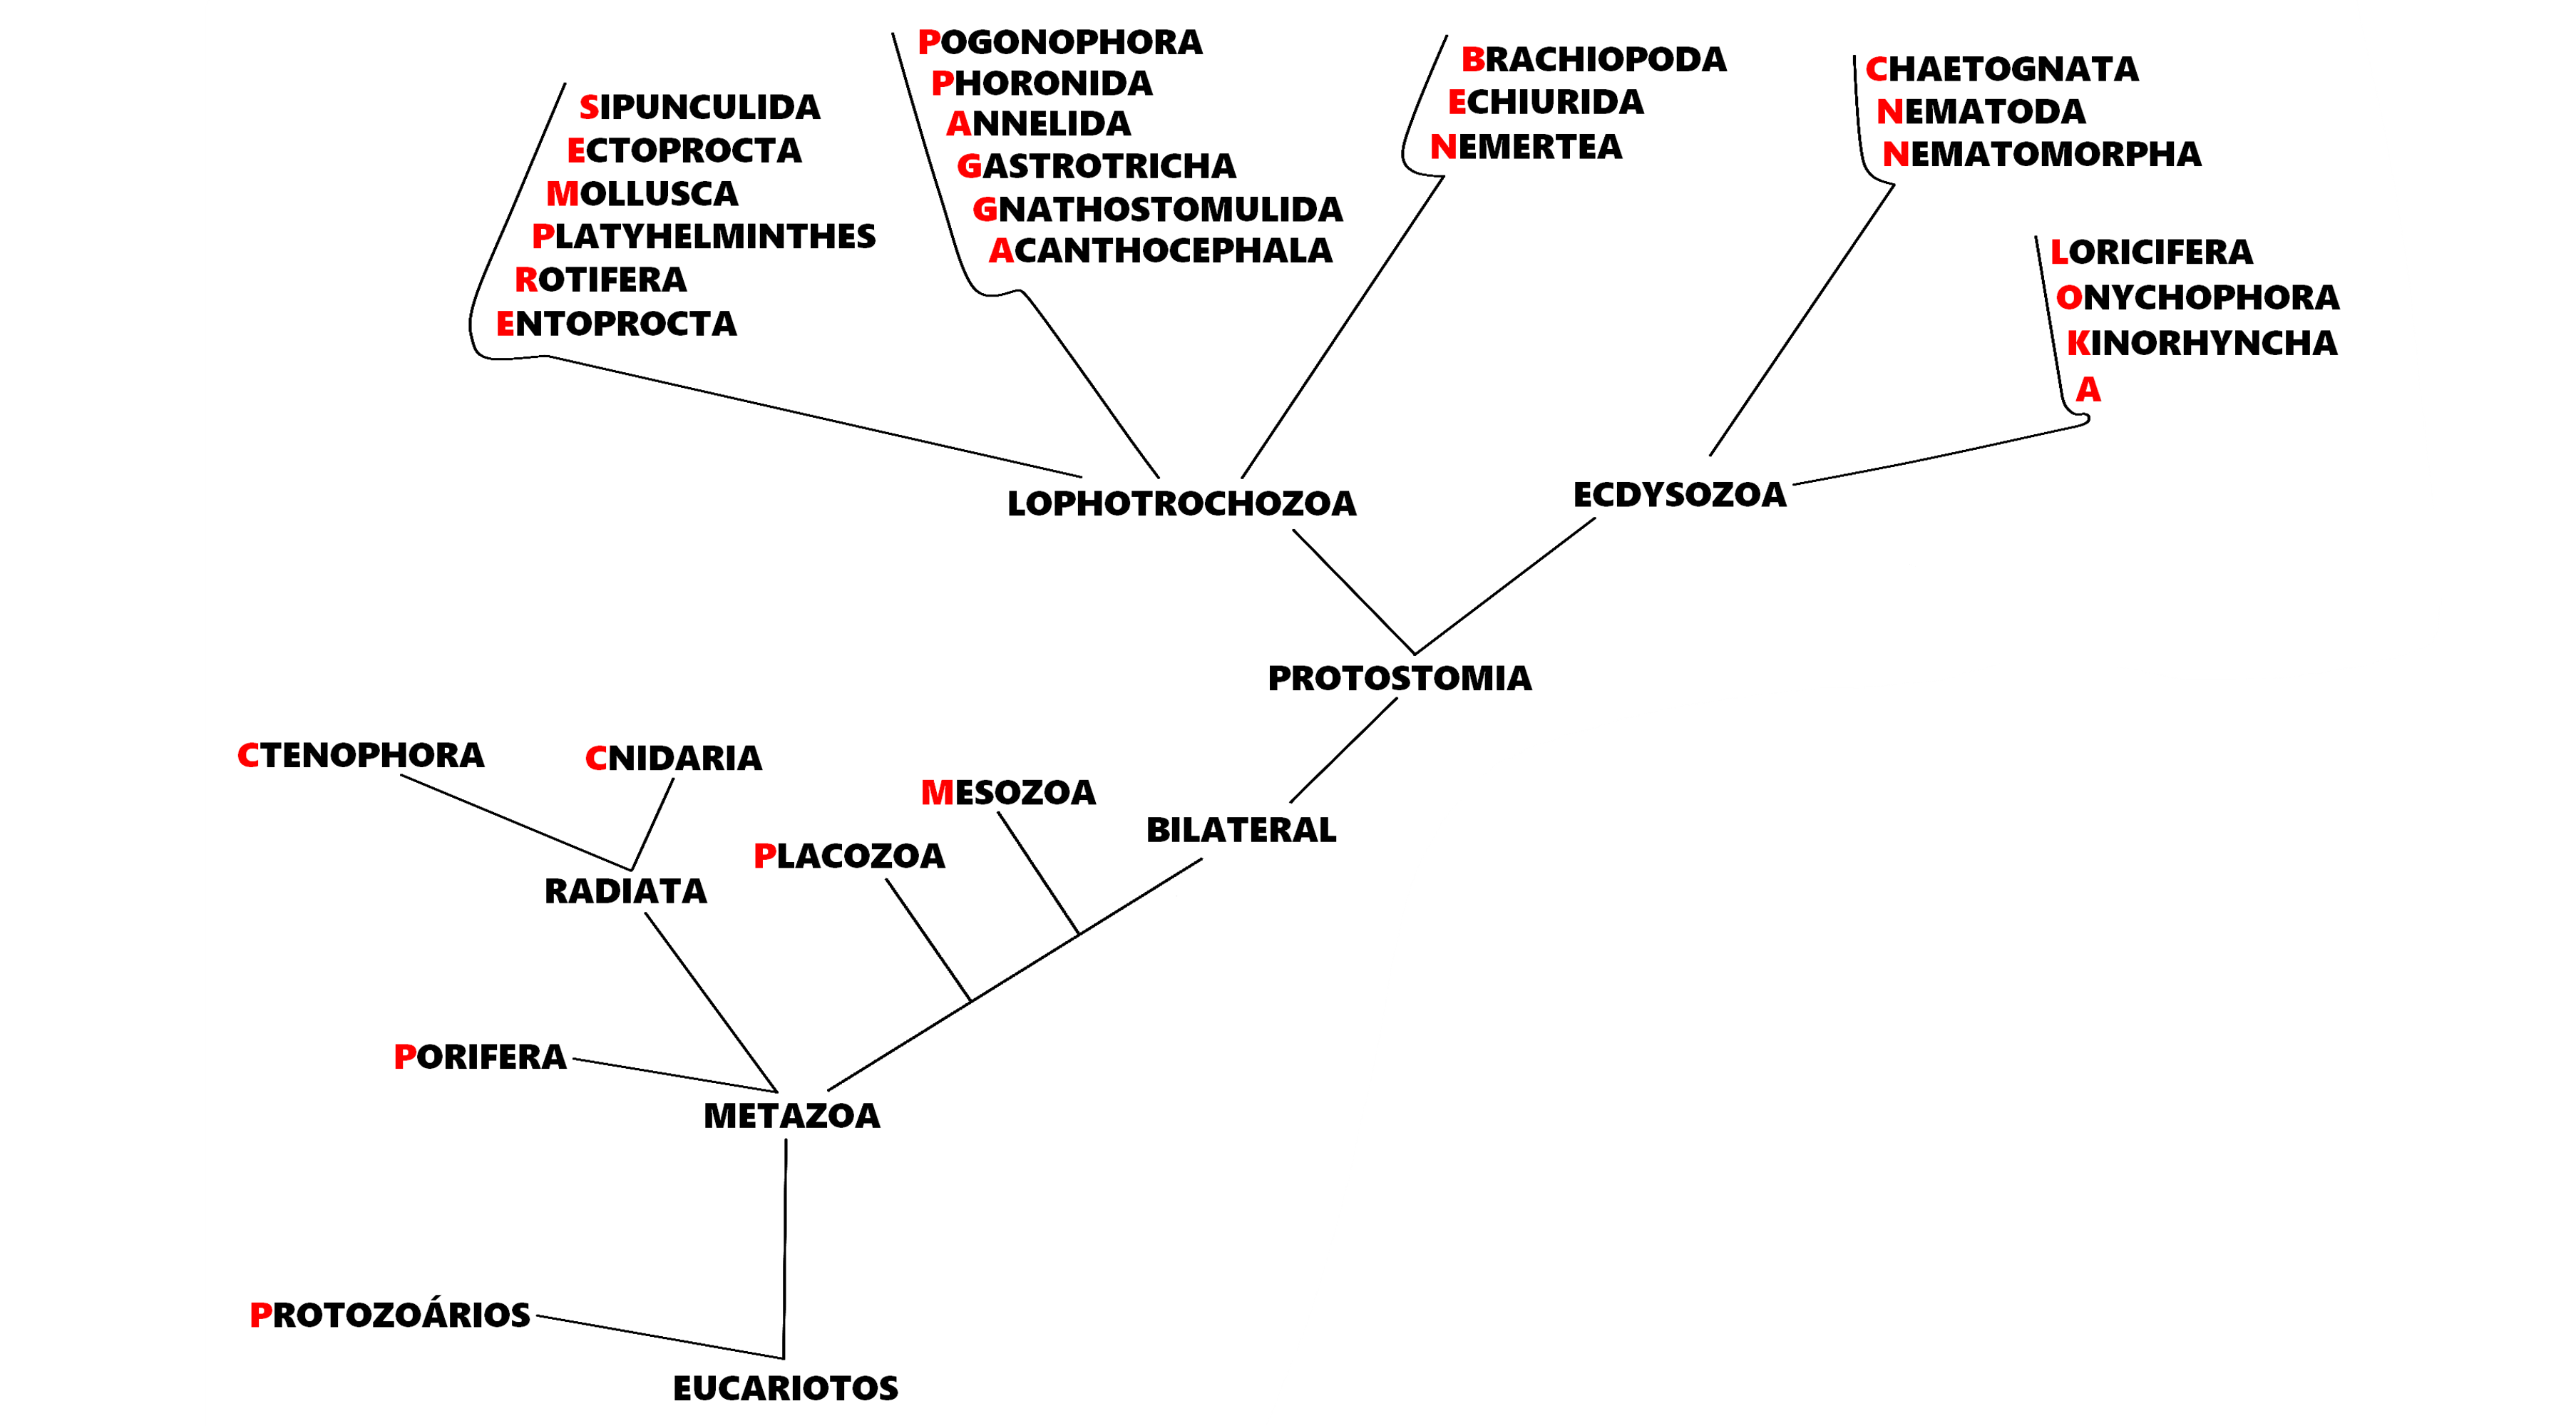 SIPUNCULIDA
ECTOPROCTA
MOLLUSCA
PLATYHELMINTHES
ROTIFERA
ENTOPROCTA
POGONOPHORA
PHORONIDA
ANNELIDA
GASTROTRICHA
GNATHOSTOMULIDA
ACANTHOCEPHALA
BRACHIOPODA
ECHIURIDA
NEMERTEA
CHAETOGNATA
NEMATODA
NEMATOMORPHA
LORICIFERA
ONYCHOPHORA
KINORHYNCHA
A
LOPHOTROCHOZOA
ECDYSOZOA
PROTOSTOMIA
CTENOPHORA
CNIDARIA
MESOZOA
BILATERAL
PLACOZOA
RADIATA
PORIFERA
METAZOA
PROTOZOÁRIOS
EUCARIOTOS